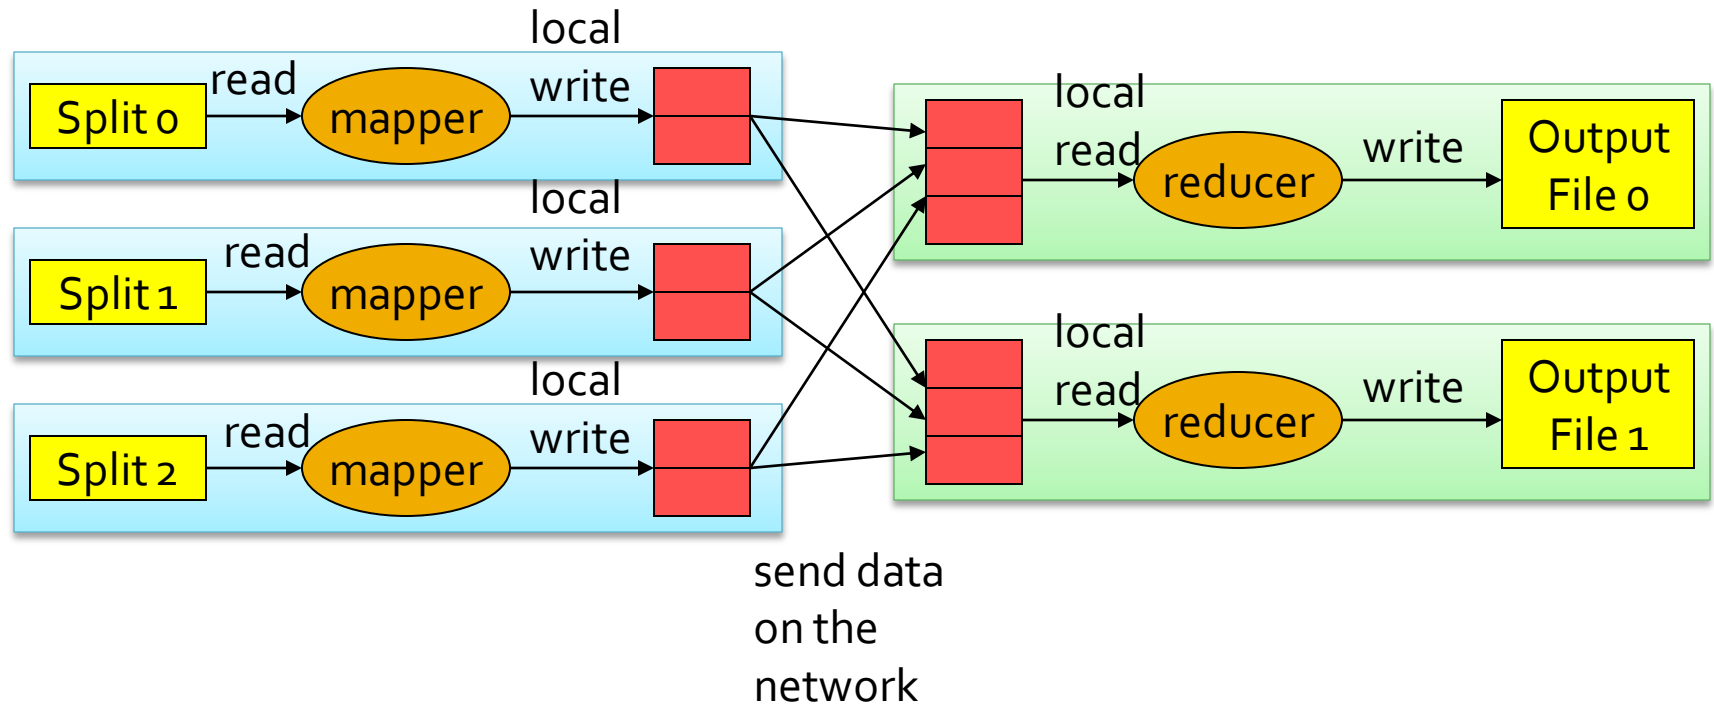 local
write
read
Split 0
mapper
local
write
read
Split 1
mapper
local
write
read
Split 2
mapper
send data
on the
network
local
read
reducer
write
Output
File 0
local
read
reducer
write
Output
File 1